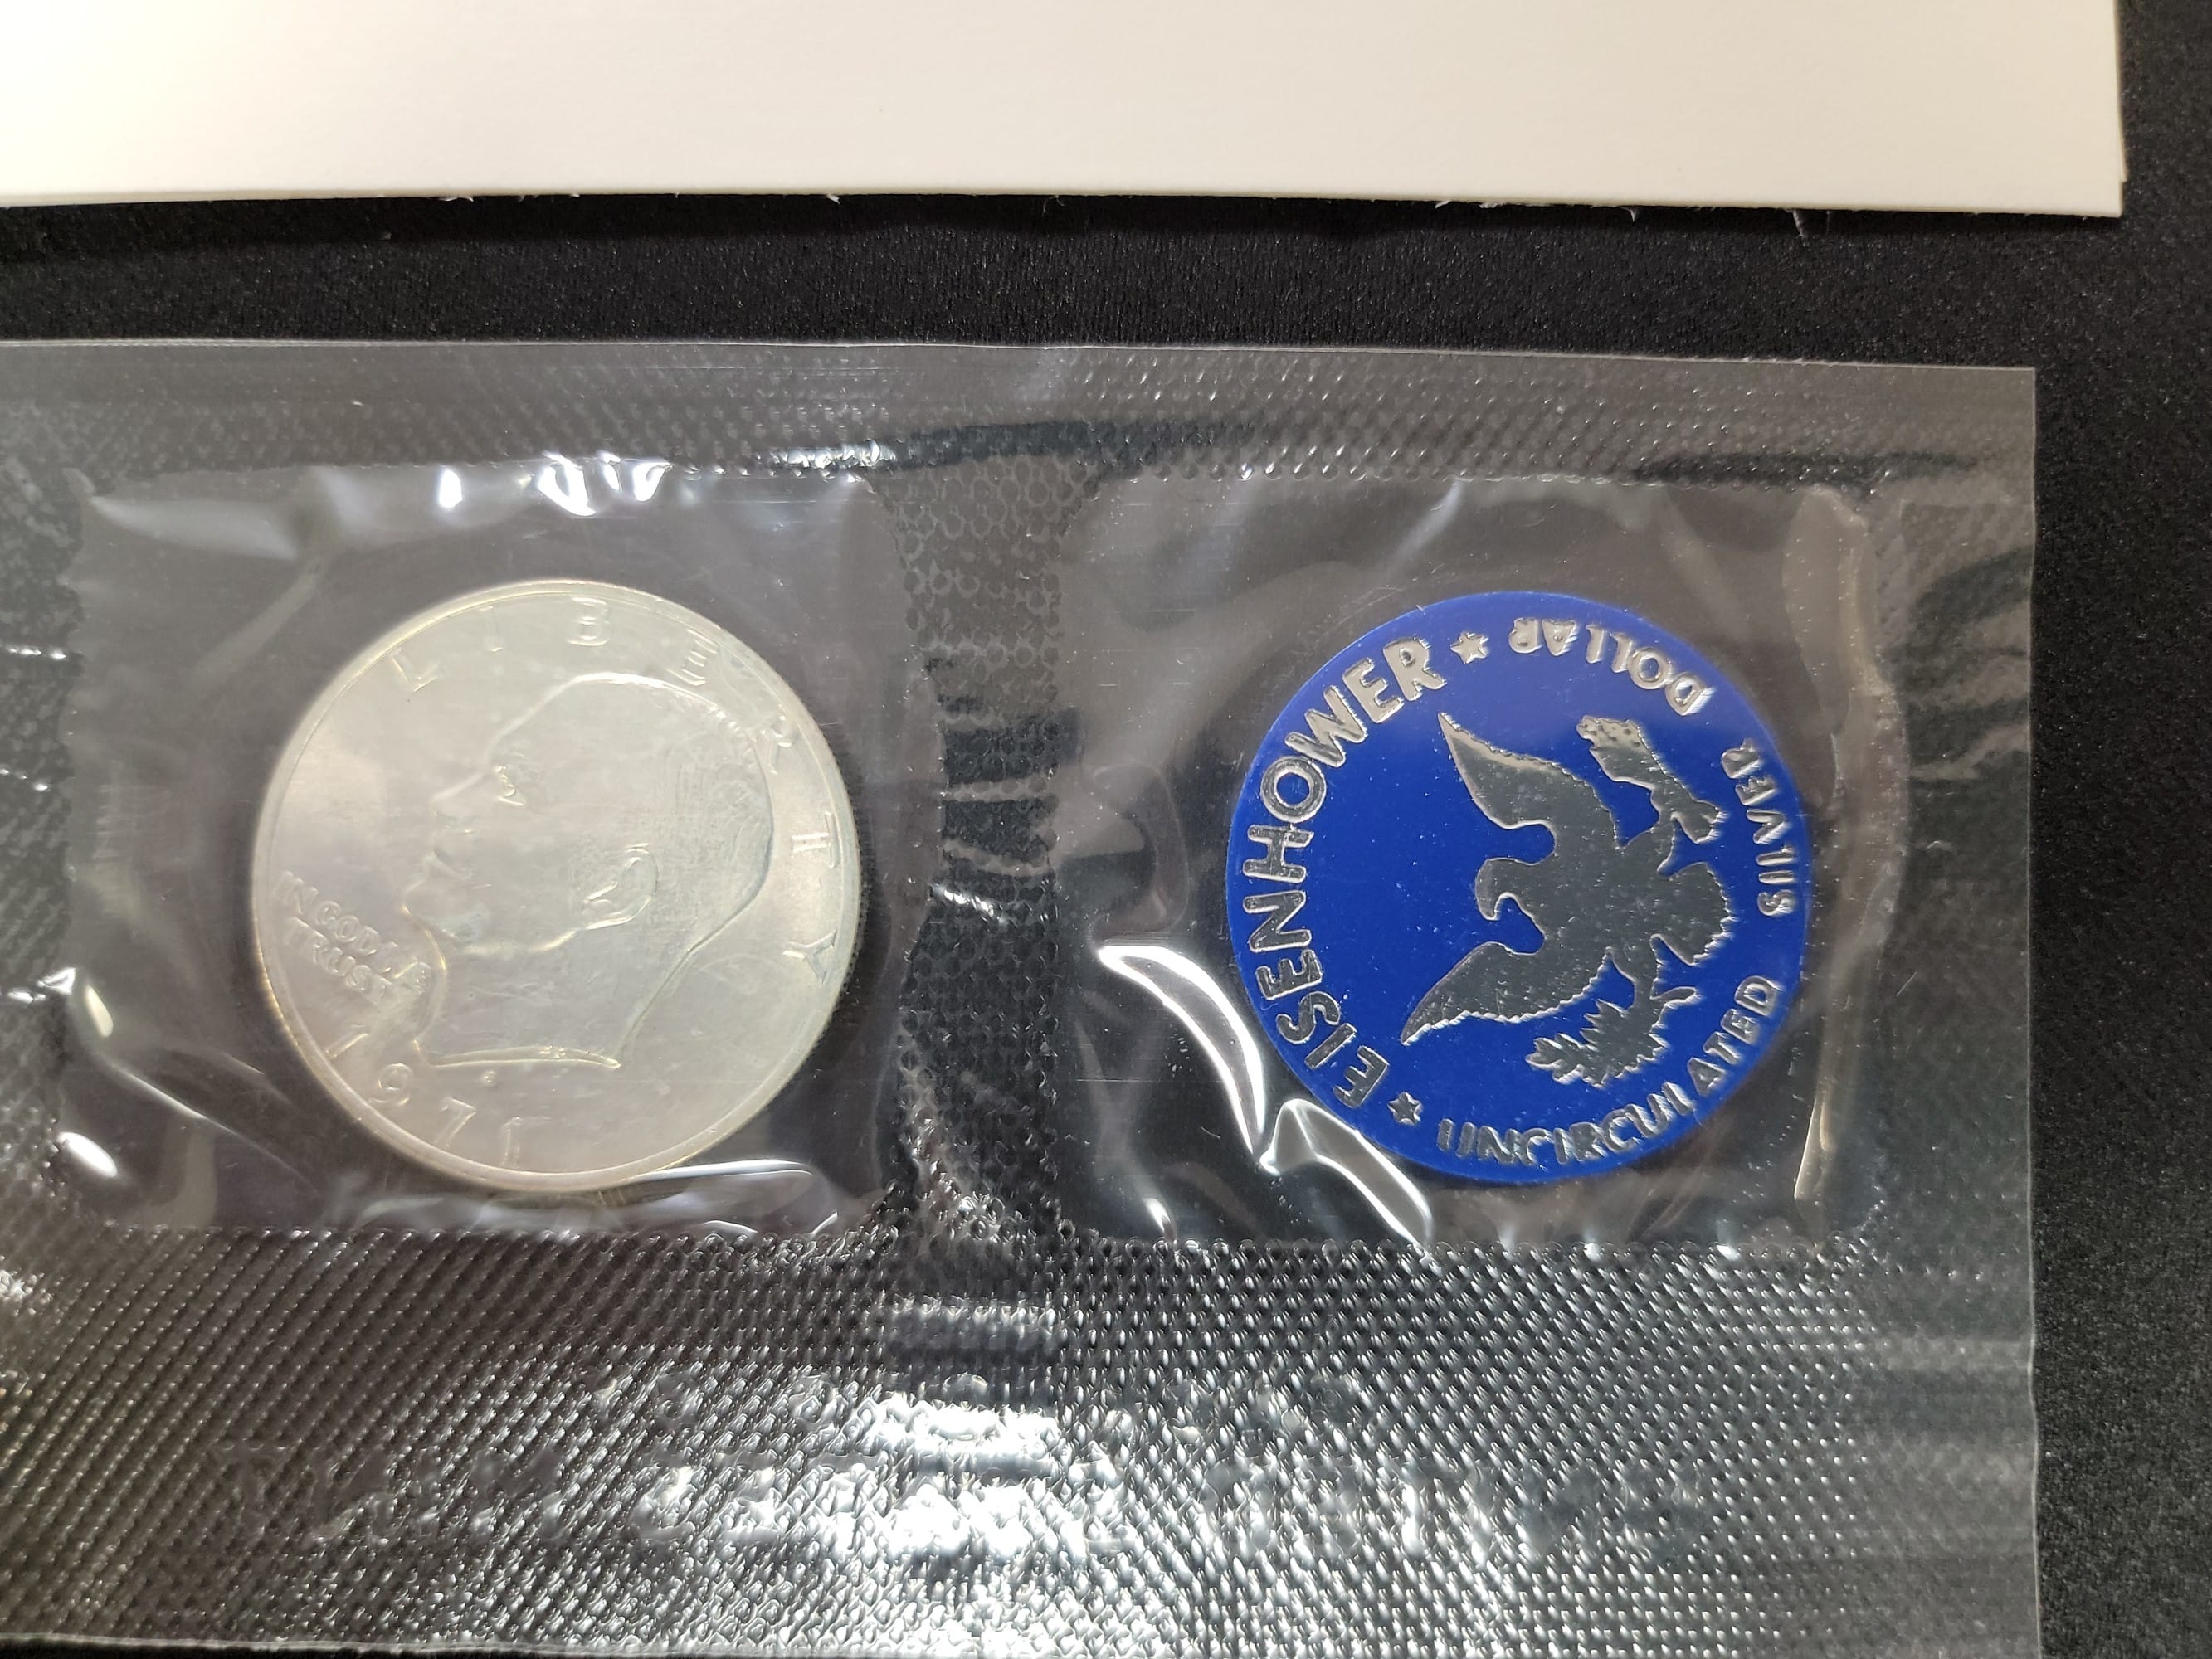 LIBERTY
IN GOD WE
TRUST
1971
EISENHOWER
★ DOLLAR
SILVER
UNCIRCULATED ★